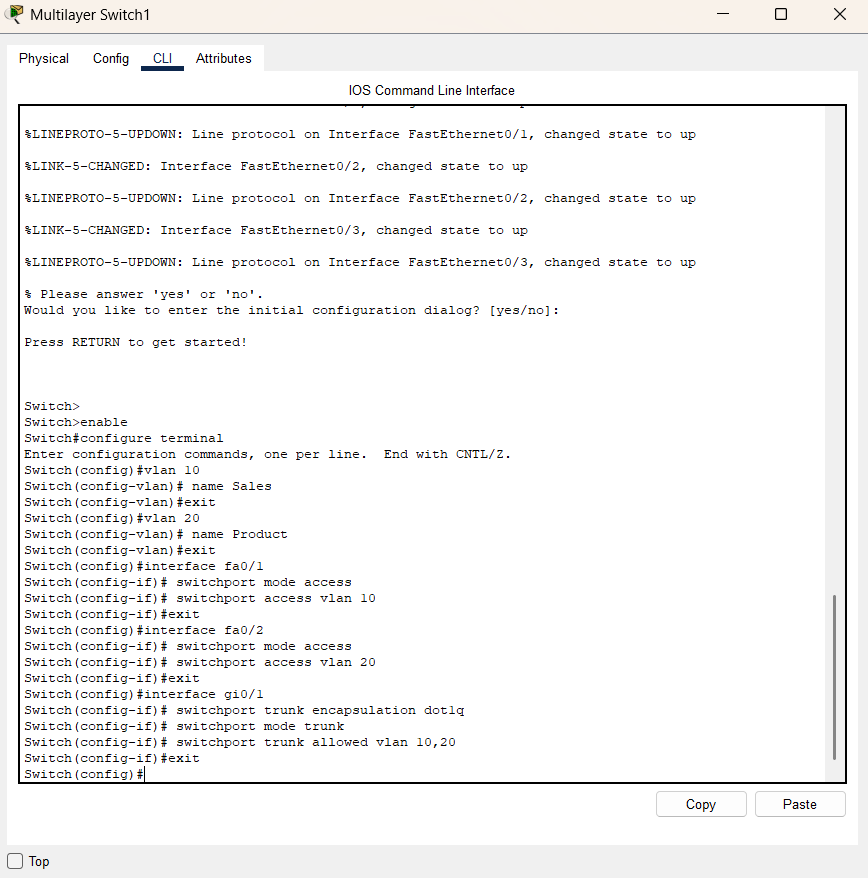 Multilayer Switch1
Physical Config CLI Attributes
IOS Command Line Interface
%LINEPROTO-5-UPDOWN: Line protocol on Interface FastEthernet0/1, changed state to up
%LINK-5-CHANGED: Interface FastEthernet0/2, changed state to up
%LINEPROTO-5-UPDOWN: Line protocol on Interface FastEthernet0/2, changed state to up
%LINK-5-CHANGED: Interface FastEthernet0/3, changed state to up
%LINEPROTO-5-UPDOWN: Line protocol on Interface FastEthernet0/3, changed state to up
% Please answer 'yes' or 'no'.
Would you like to enter the initial configuration dialog? [yes/no]:
Press RETURN to get started!
Switch>
Switch>enable
Switch#configure terminal
Enter configuration commands, one per line.  End with CNTL/Z.
Switch(config)#vlan 10
Switch(config-vlan)# name Sales
Switch(config-vlan)#exit
Switch(config)#vlan 20
Switch(config-vlan)# name Product
Switch(config-vlan)#exit
Switch(config)#interface fa0/1
Switch(config-if)# switchport mode access
Switch(config-if)# switchport access vlan 10
Switch(config-if)#exit
Switch(config)#interface fa0/2
Switch(config-if)# switchport mode access
Switch(config-if)# switchport access vlan 20
Switch(config-if)#exit
Switch(config)#interface gi0/1
Switch(config-if)# switchport trunk encapsulation dot1q
Switch(config-if)# switchport mode trunk
Switch(config-if)# switchport trunk allowed vlan 10,20
Switch(config-if)#exit
Switch(config)#
Copy Paste
Top